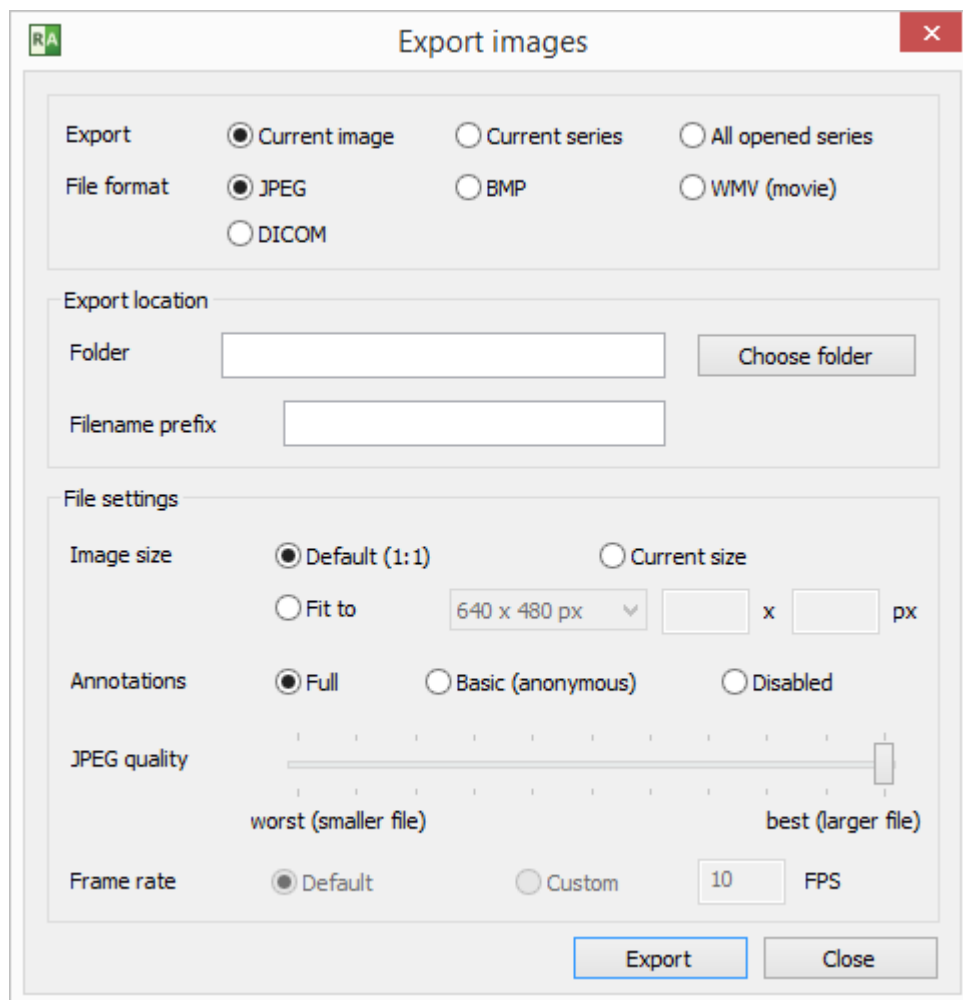 RA Export images
Export Current image Current series All opened series
File format JPEG BMP WMV (movie)
DICOM
Export location
Folder Choose folder
Filename prefix
File settings
Image size Default (1:1) Current size
Fit to 640 x 480 px x px
Annotations Full Basic (anonymous) Disabled
JPEG quality
worst (smaller file) best (larger file)
Frame rate Default Custom 10 FPS
Export Close